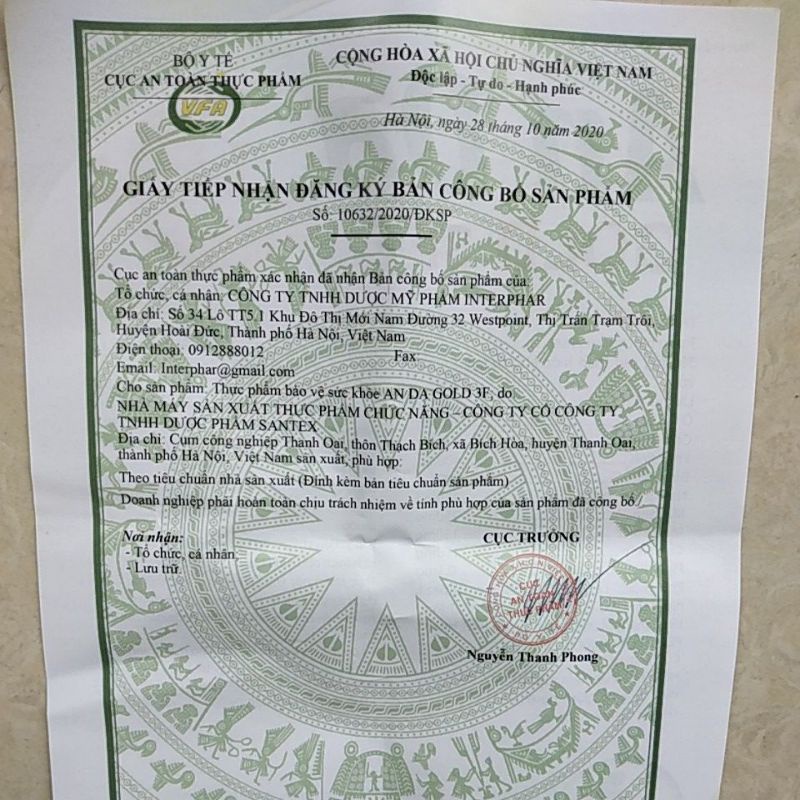 BỘ Y TẾ
CỤC AN TOÀN THỰC PHẨM
VFA
CỘNG HÒA XÃ HỘI CHỦ NGHĨA VIỆT NAM
Độc lập - Tự do - Hạnh phúc
Hà Nội, ngày 28 tháng 10 năm 2020
GIẤY TIẾP NHẬN ĐĂNG KÝ BẢN CÔNG BỐ SẢN PHẨM
Số: 10632/2020/ĐKSP
Cục an toàn thực phẩm xác nhận đã nhận Bản công bố sản phẩm của:
Tổ chức, cá nhân: CÔNG TY TNHH DƯỢC MỸ PHẨM INTERPHAR
Địa chỉ: Số 34 Lô TT5.1 Khu Đô Thị Mới Nam Đường 32 Westpoint, Thị Trấn Trạm Trôi,
Huyện Hoài Đức, Thành phố Hà Nội, Việt Nam
Điện thoại: 0912888012 Fax
Email: Interphar@gmail.com
Cho sản phẩm: Thực phẩm bảo vệ sức khỏe AN DA GOLD 3F, do
NHÀ MÁY SẢN XUẤT THỰC PHẨM CHỨC NĂNG – CÔNG TY CỔ CÔNG TY
TNHH DƯỢC PHẨM SANTEX
Địa chỉ: Cụm công nghiệp Thanh Oai, thôn Thạch Bích, xã Bích Hòa, huyện Thanh Oai,
thành phố Hà Nội, Việt Nam sản xuất, phù hợp:
Theo tiêu chuẩn nhà sản xuất (Đính kèm bản tiêu chuẩn sản phẩm)
Doanh nghiệp phải hoàn toàn chịu trách nhiệm về tính phù hợp của sản phẩm đã công bố./.
Nơi nhận:
- Tổ chức, cá nhân
- Lưu trữ.
CỤC TRƯỞNG
CỤC
AN TOÀN
THỰC PHẨM
Nguyễn Thanh Phong